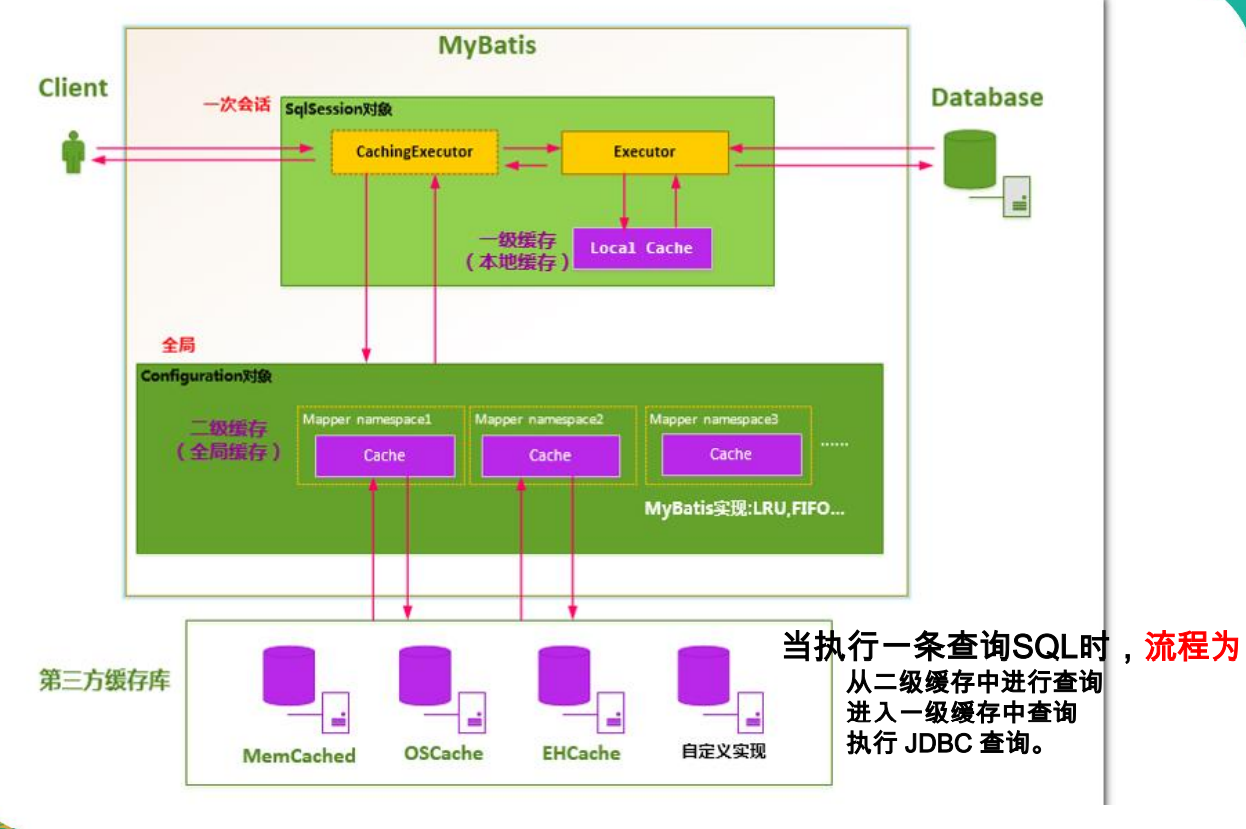 MyBatis
Client
一次会话
SqlSession对象
Database
CachingExecutor
Executor
一级缓存
（本地缓存）
Local Cache
全局
Configuration对象
二级缓存
（全局缓存）
Mapper namespace1
Cache
Mapper namespace2
Cache
Mapper namespace3
Cache
......
MyBatis实现:LRU,FIFO...
第三方缓存库
MemCached
OSCache
EHCache
自定义实现
当执行一条查询SQL时，流程为
从二级缓存中进行查询
进入一级缓存中查询
执行 JDBC 查询。